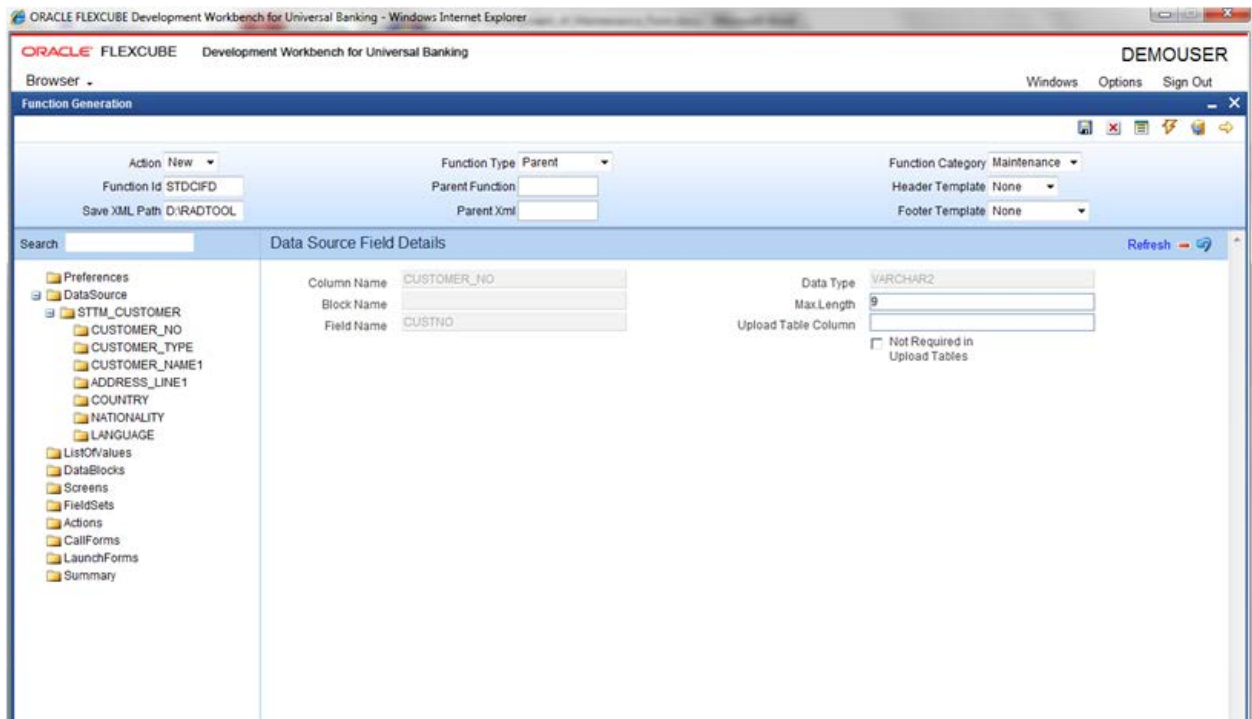 ORACLE FLEXCUBE Development Workbench for Universal Banking - Windows Internet Explorer
ORACLE FLEXCUBE Development Workbench for Universal Banking
DEMOUSER
Browser
Windows Options Sign Out
Function Generation
Action New Function Type Parent Function Category Maintenance
Function Id STDCIFD Parent Function Header Template None
Save XML Path D:\RADTOOL Parent Xml Footer Template None
Search Data Source Field Details Refresh
Preferences
DataSource
STTM_CUSTOMER
CUSTOMER_NO
CUSTOMER_TYPE
CUSTOMER_NAME1
ADDRESS_LINE1
COUNTRY
NATIONALITY
LANGUAGE
ListOfValues
DataBlocks
Screens
FieldSets
Actions
CallForms
LaunchForms
Summary
Column Name CUSTOMER_NO
Block Name
Field Name CUSTNO
Data Type VARCHAR2
Max.Length 9
Upload Table Column
Not Required in
Upload Tables